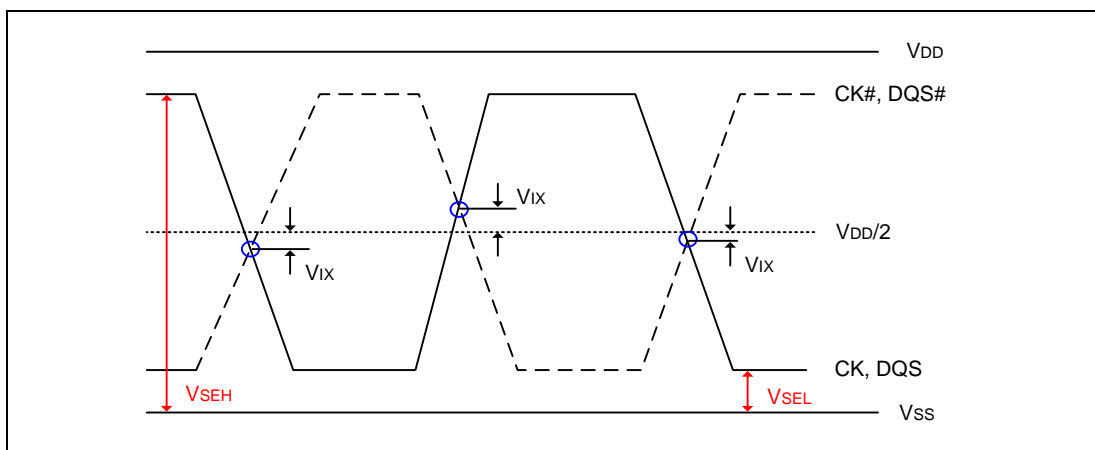 VDD
CK#, DQS#
VIX
VDD/2
VIX
VIX
CK, DQS
VSEH
VSEL
VSS